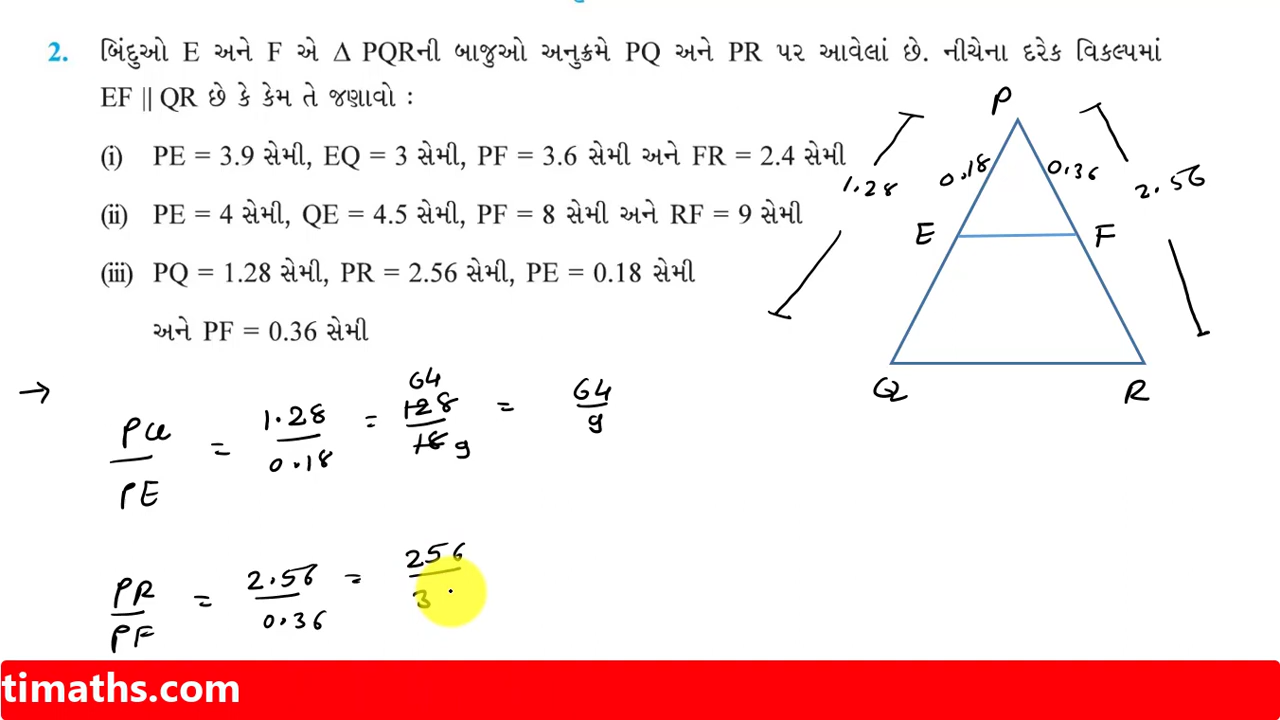 2. બિંદુઓ E અને F એ Δ PQRની બાજુઓ અનુક્રમે PQ અને PR પર આવેલાં છે. નીચેના દરેક વિકલ્પમાં
EF || QR છે કે કેમ તે જણાવો :
(i) PE = 3.9 સેમી, EQ = 3 સેમી, PF = 3.6 સેમી અને FR = 2.4 સેમી
(ii) PE = 4 સેમી, QE = 4.5 સેમી, PF = 8 સેમી અને RF = 9 સેમી
(iii) PQ = 1.28 સેમી, PR = 2.56 સેમી, PE = 0.18 સેમી
અને PF = 0.36 સેમી
P
1.28 0.18 0.36 2.56
E F
Q R
→
PQ/PE = 1.28/0.18 = 128/18 = 64/9
64
9
PR/PF = 2.56/0.36 = 256/3
timaths.com